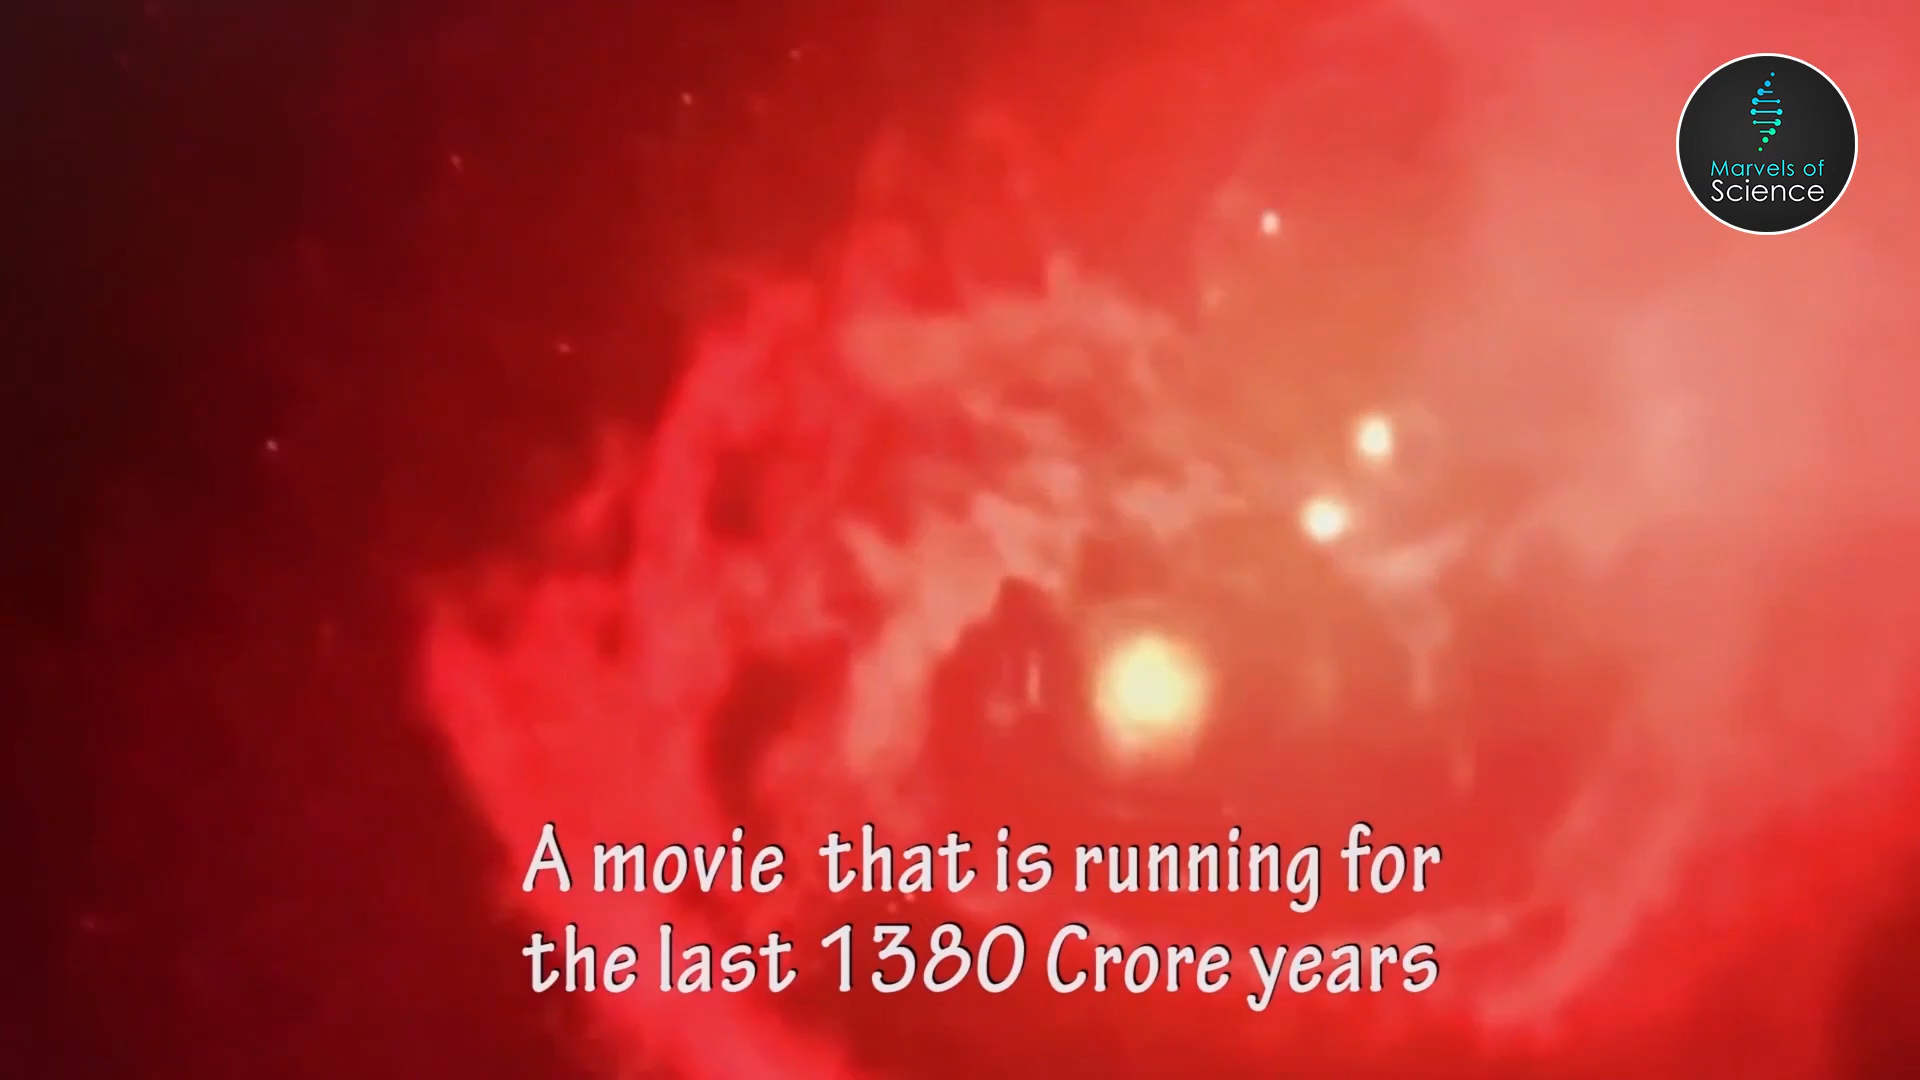 Marvels of
Science
A movie that is running for
the last 1380 Crore years